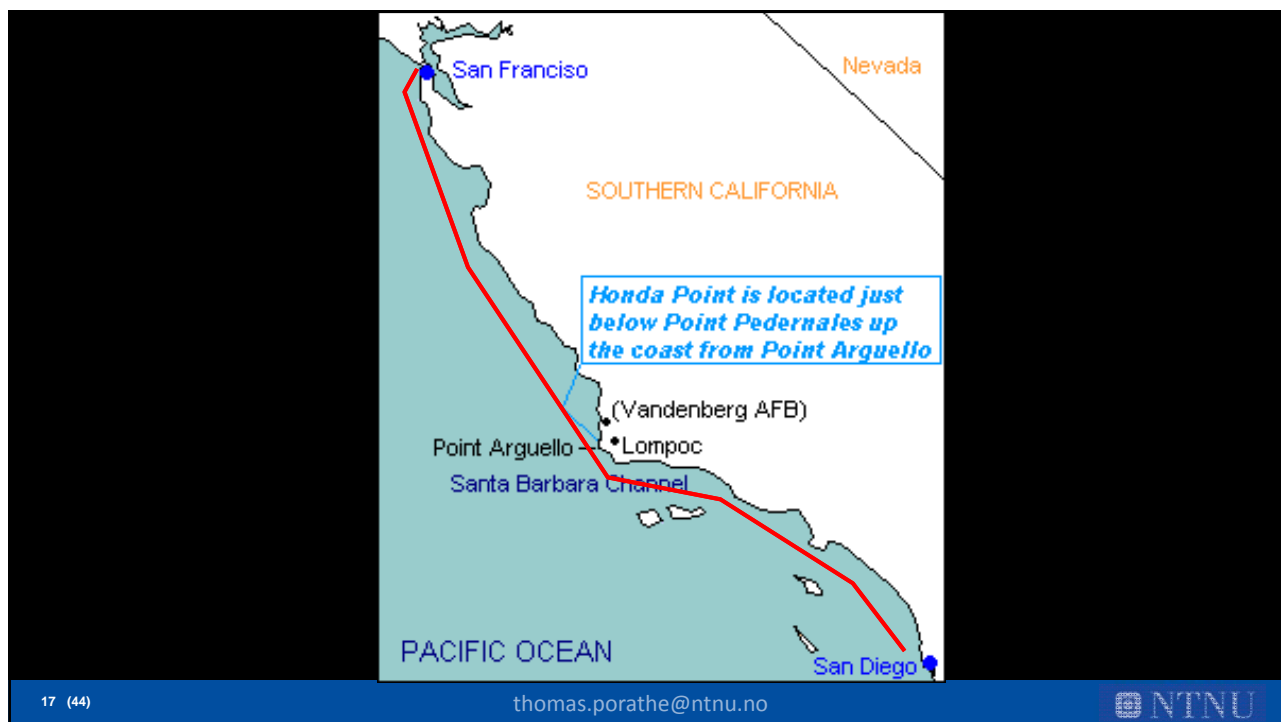 San Franciso
Nevada
SOUTHERN CALIFORNIA
Honda Point is located just
below Point Pedernales up
the coast from Point Arguello
(Vandenberg AFB)
Point Arguello
Lompoc
Santa Barbara Channel
PACIFIC OCEAN
San Diego
17 (44)
thomas.porathe@ntnu.no
NTNU